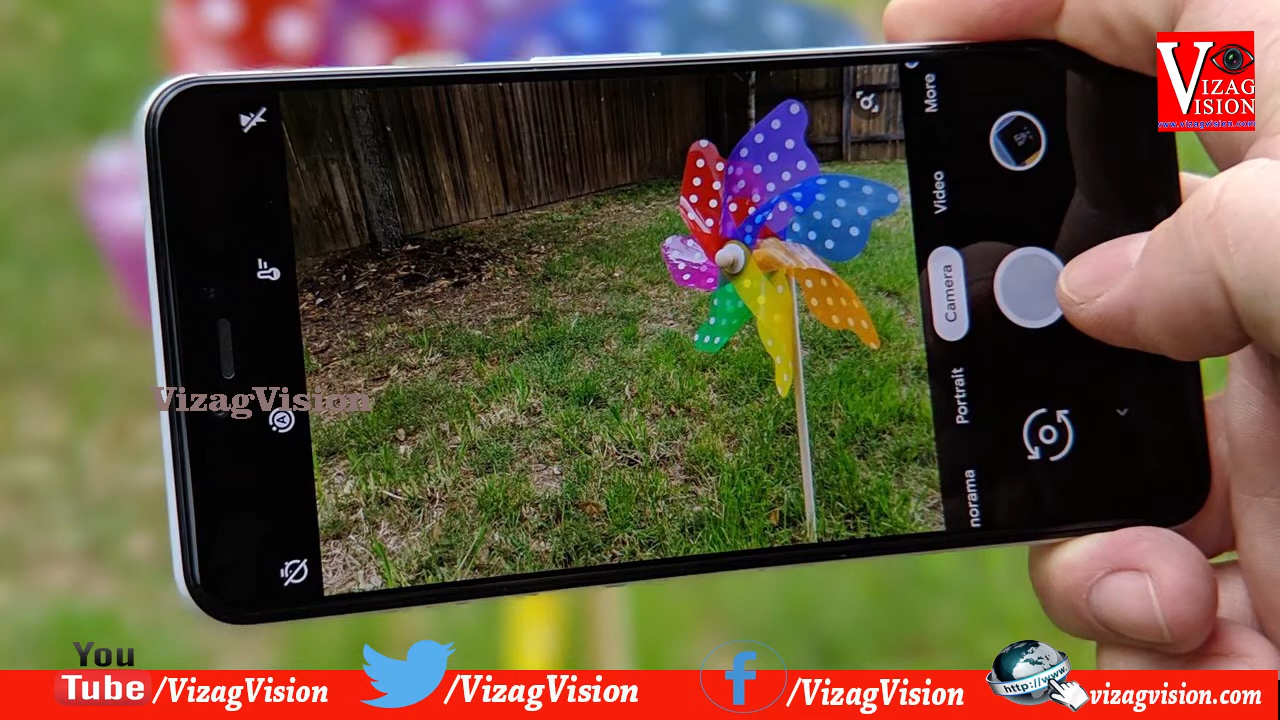 VIZAG
VISION
www.vizagvision.com
More
Video
Camera
Portrait
norama
VizagVision
You
Tube /VizagVision
/VizagVision
f /VizagVision
http://www.
vizagvision.com